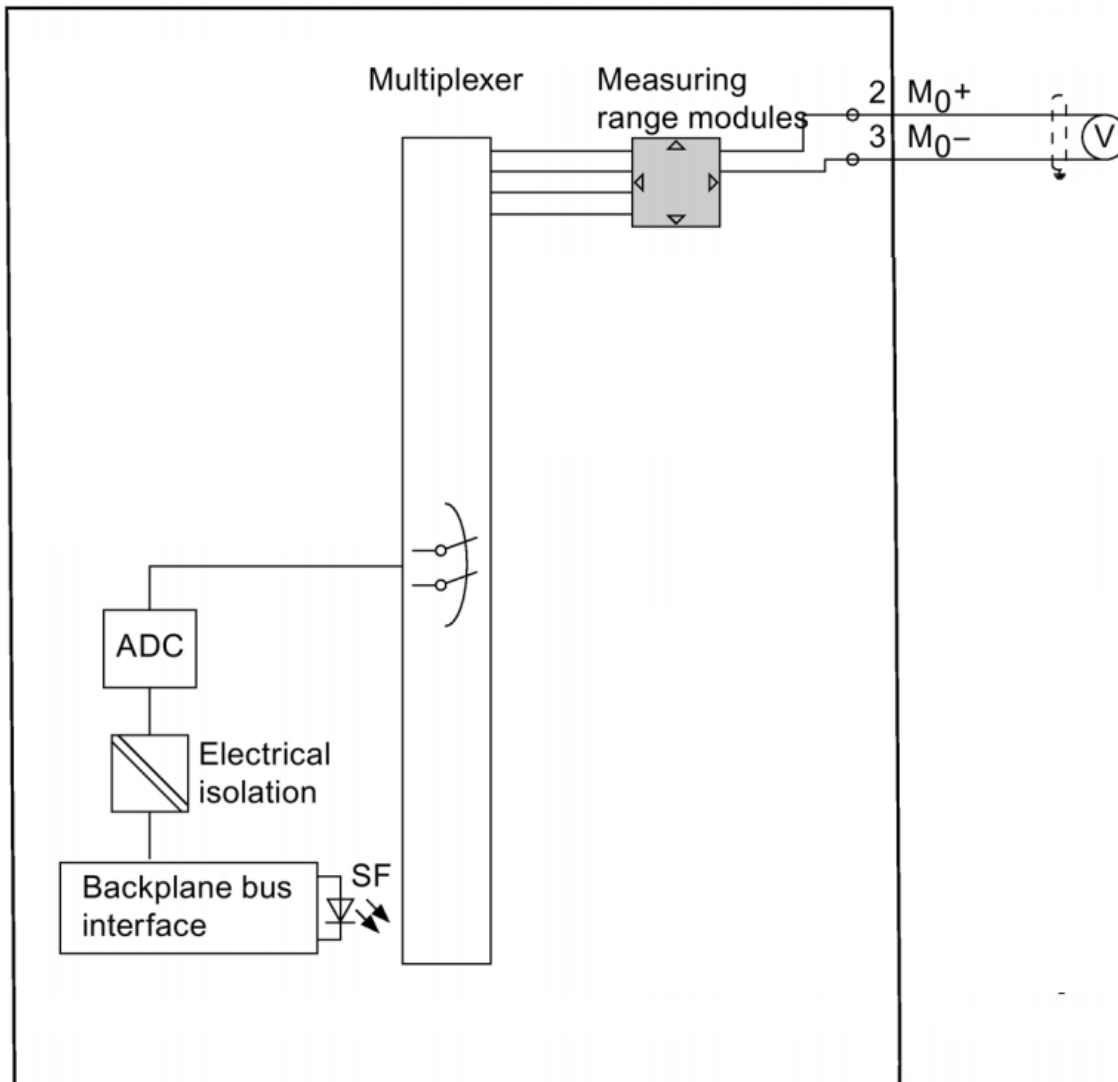 Multiplexer
Measuring
range modules
2 M0+
3 M0–
V
ADC
Electrical
isolation
Backplane bus
interface
SF